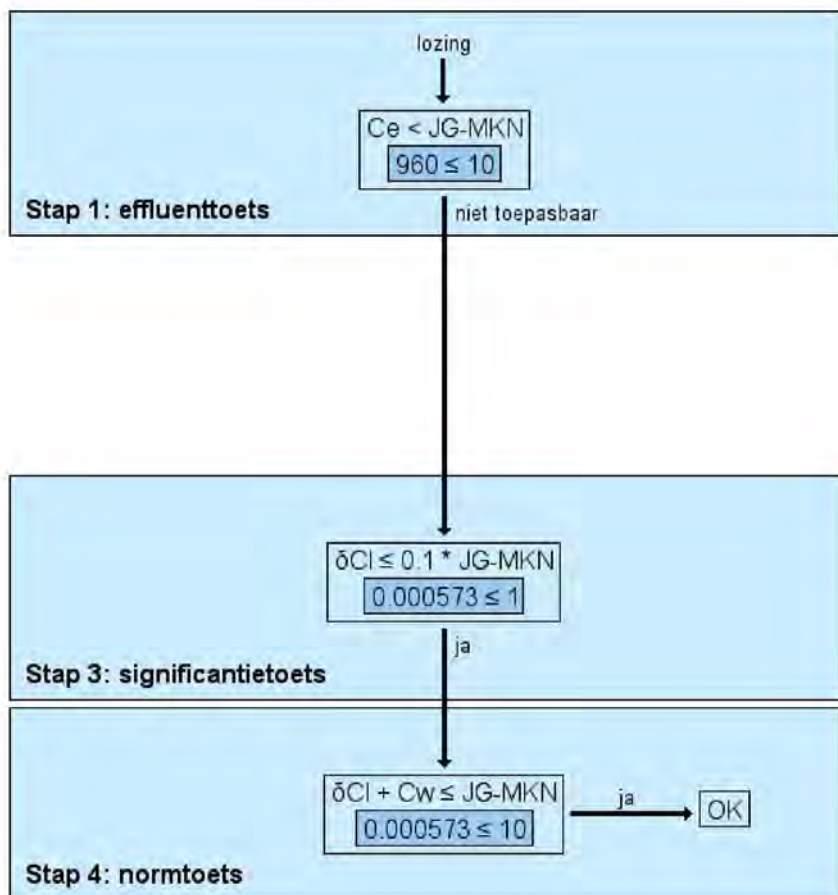 lozing
Ce < JG-MKN
960 ≤ 10
Stap 1: effluenttoets
niet toepasbaar
δCl ≤ 0.1 * JG-MKN
0.000573 ≤ 1
ja
Stap 3: significantietoets
δCl + Cw ≤ JG-MKN
0.000573 ≤ 10
ja
OK
Stap 4: normtoets